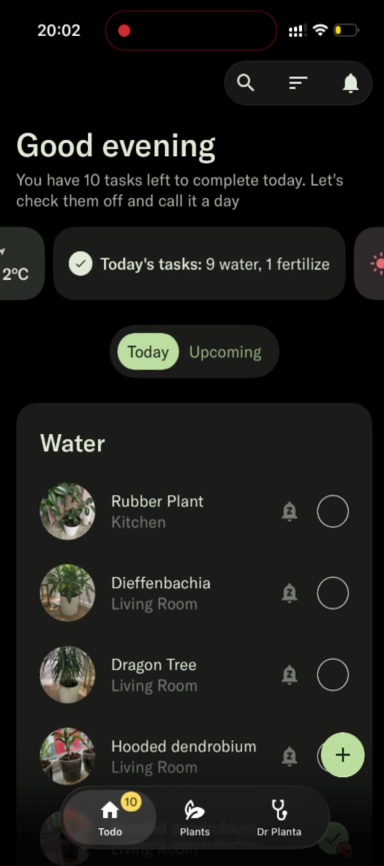 20:02
Good evening
You have 10 tasks left to complete today. Let's
check them off and call it a day
2°C
Today's tasks: 9 water, 1 fertilize
Today Upcoming
Water
Rubber Plant
Kitchen
Dieffenbachia
Living Room
Dragon Tree
Living Room
Hooded dendrobium
Living Room
10
Todo Plants Dr Planta